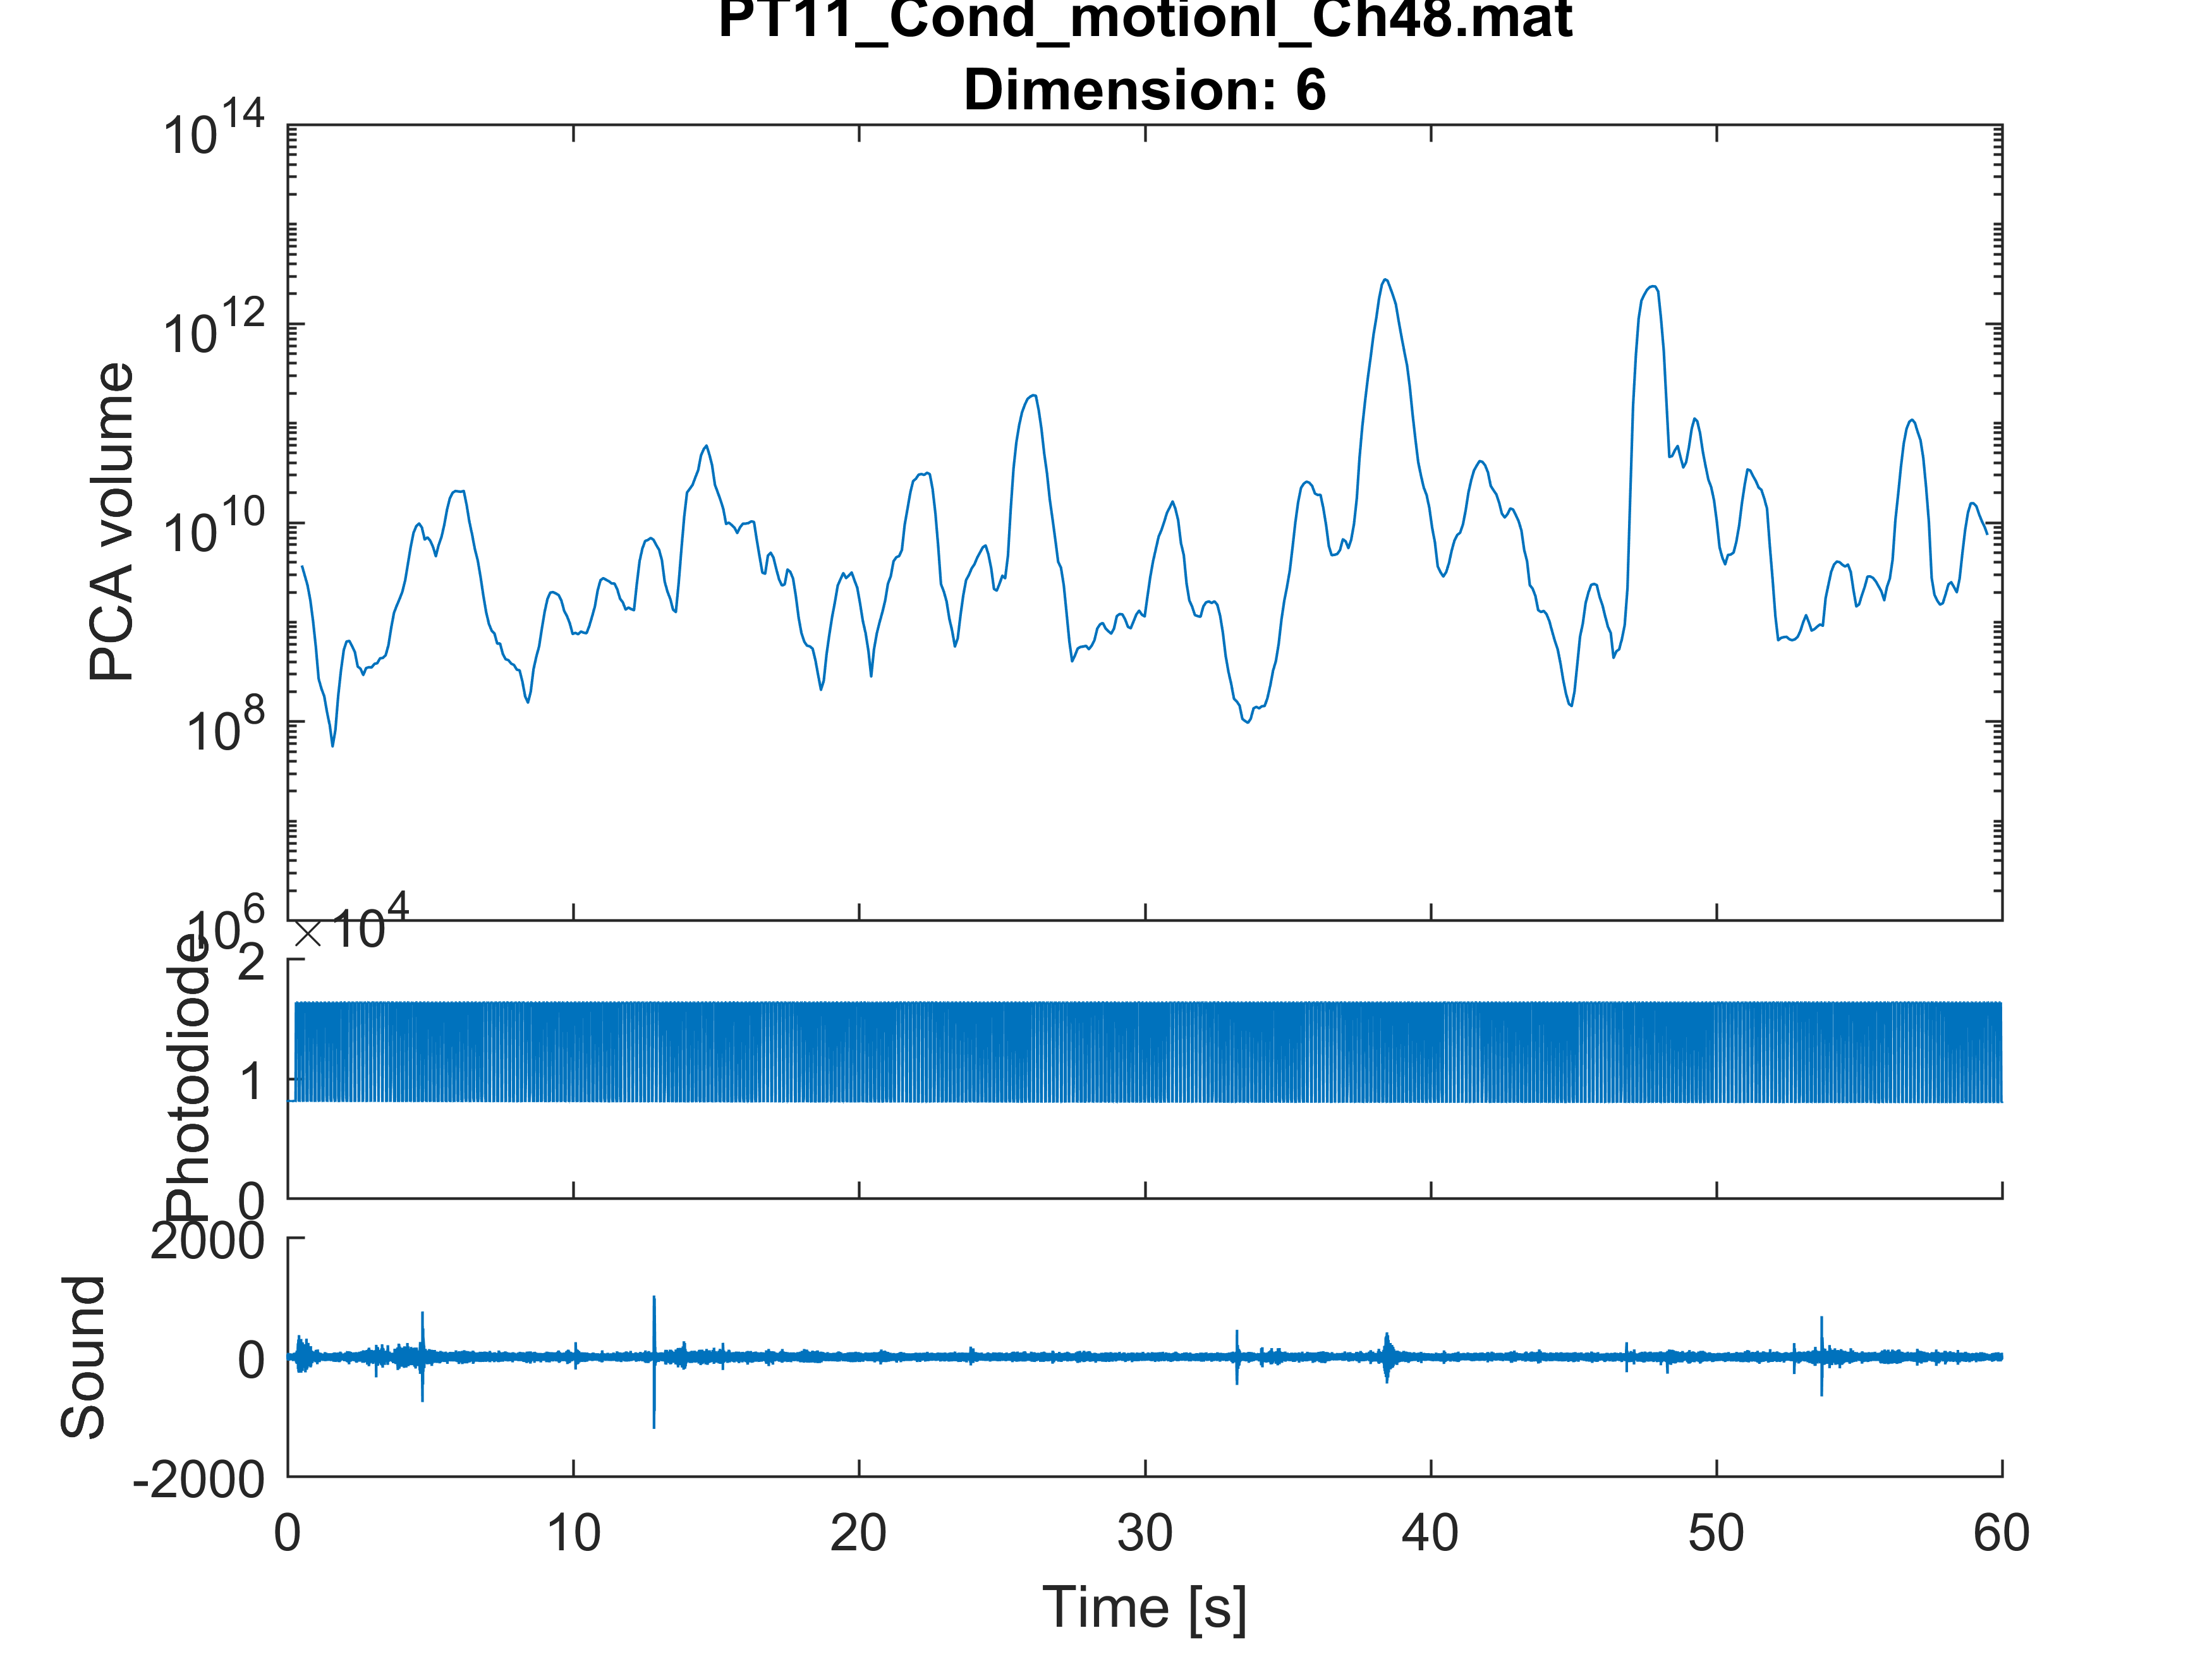 PT11_Cond_motionI_Ch48.mat
Dimension: 6
10^14
10^12
10^10
10^8
10^6
PCA volume
× 10^4
2
1
0
Photodiode
2000
0
-2000
Sound
0 10 20 30 40 50 60
Time [s]